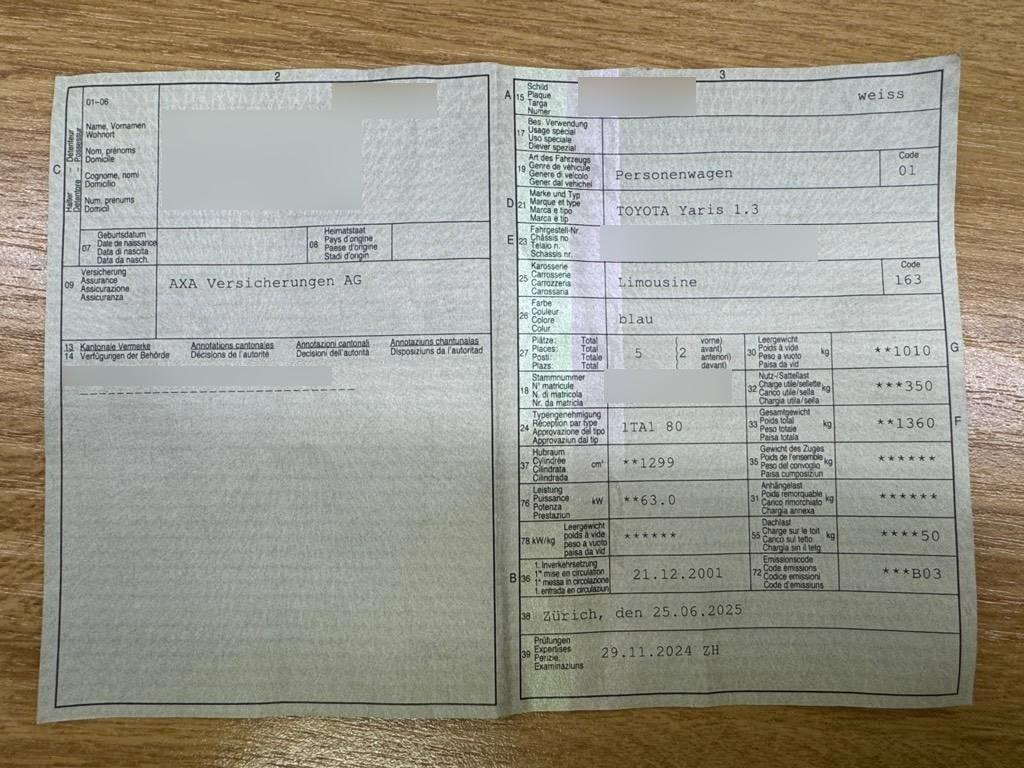 2
01-06
Halter - Détenteur
Detentore - Possessur
C
Name, Vornamen
Wohnort
Nom, prénoms
Domicile
Cognome, nomi
Domicilio
Num, prenums
Domicil
07
Geburtsdatum
Date de naissance
Data di nascita
Data da nasch.
08
Heimatstaat
Pays d'origine
Paese d'origine
Stadi d'origin
09
Versicherung
Assurance
Assicurazione
Assicuranza
AXA Versicherungen AG
13 Kantonale Vermerke Annotations cantonales Annotazioni cantonali Annotaziuns chantunalas
14 Verfügungen der Behörde Décisions de l'autorité Decisioni dell'autorità Disposiziuns da l'autoritad
3
A 15
Schild
Plaque
Targa
Numer
weiss
17
Bes. Verwendung
Usage spécial
Uso speciale
Diever spezial
19
Art des Fahrzeugs
Genre de véhicule
Genere di veicolo
Gener dal vehichel
Personenwagen
Code
01
D 21
Marke und Typ
Marque et type
Marca e tipo
Marca e tip
TOYOTA Yaris 1.3
E 23
Fahrgestell-Nr.
Châssis no
Telaio n.
Schassis nr.
25
Karosserie
Carrosserie
Carrozzeria
Carossaria
Limousine
Code
163
26
Farbe
Couleur
Colore
Colur
blau
27
Plätze: Total
Places: Total
Posti: Totale
Plazs: Total
5 (2
vorne)
avant)
anteriori)
davant)
30
Leergewicht
Poids à vide
Peso a vuoto
Paisa da vid
kg
**1010
G
18
Stammnummer
N° matricule
N. di matricola
Nr. da matricla
32
Nutz-/Sattellast
Charge utile/sellette
Carico utile/sella
Chargia utila/sella
kg
***350
24
Typengenehmigung
Réception par type
Approvazione del tipo
Approvaziun dal tip
1TA1 80
33
Gesamtgewicht
Poids total
Peso totale
Paisa totala
kg
**1360
F
37
Hubraum
Cylindrée
Cilindrata
Cilindrada
cm³
**1299
35
Gewicht des Zuges
Poids de l'ensemble
Peso del convoglio
Paisa cumposiziun
kg
******
76
Leistung
Puissance
Potenza
Prestaziun
kW
**63.0
31
Anhängelast
Poids remorquable
Carico rimorchiato
Chargia annexa
kg
******
78 kW/kg
Leergewicht
poids à vide
peso a vuoto
paisa da vid
******
55
Dachlast
Charge sur le toit
Carico sul tetto
Chargia sin il tetg
kg
****50
B 36
1. Inverkehrsetzung
1re mise en circulation
1a messa in circolazione
1. entrada en circulaziun
21.12.2001
72
Emissionscode
Code émissions
Codice emissioni
Code d'emissiuns
***B03
38
Zürich, den 25.06.2025
39
Prüfungen
Expertises
Perizie
Examinaziuns
29.11.2024 ZH